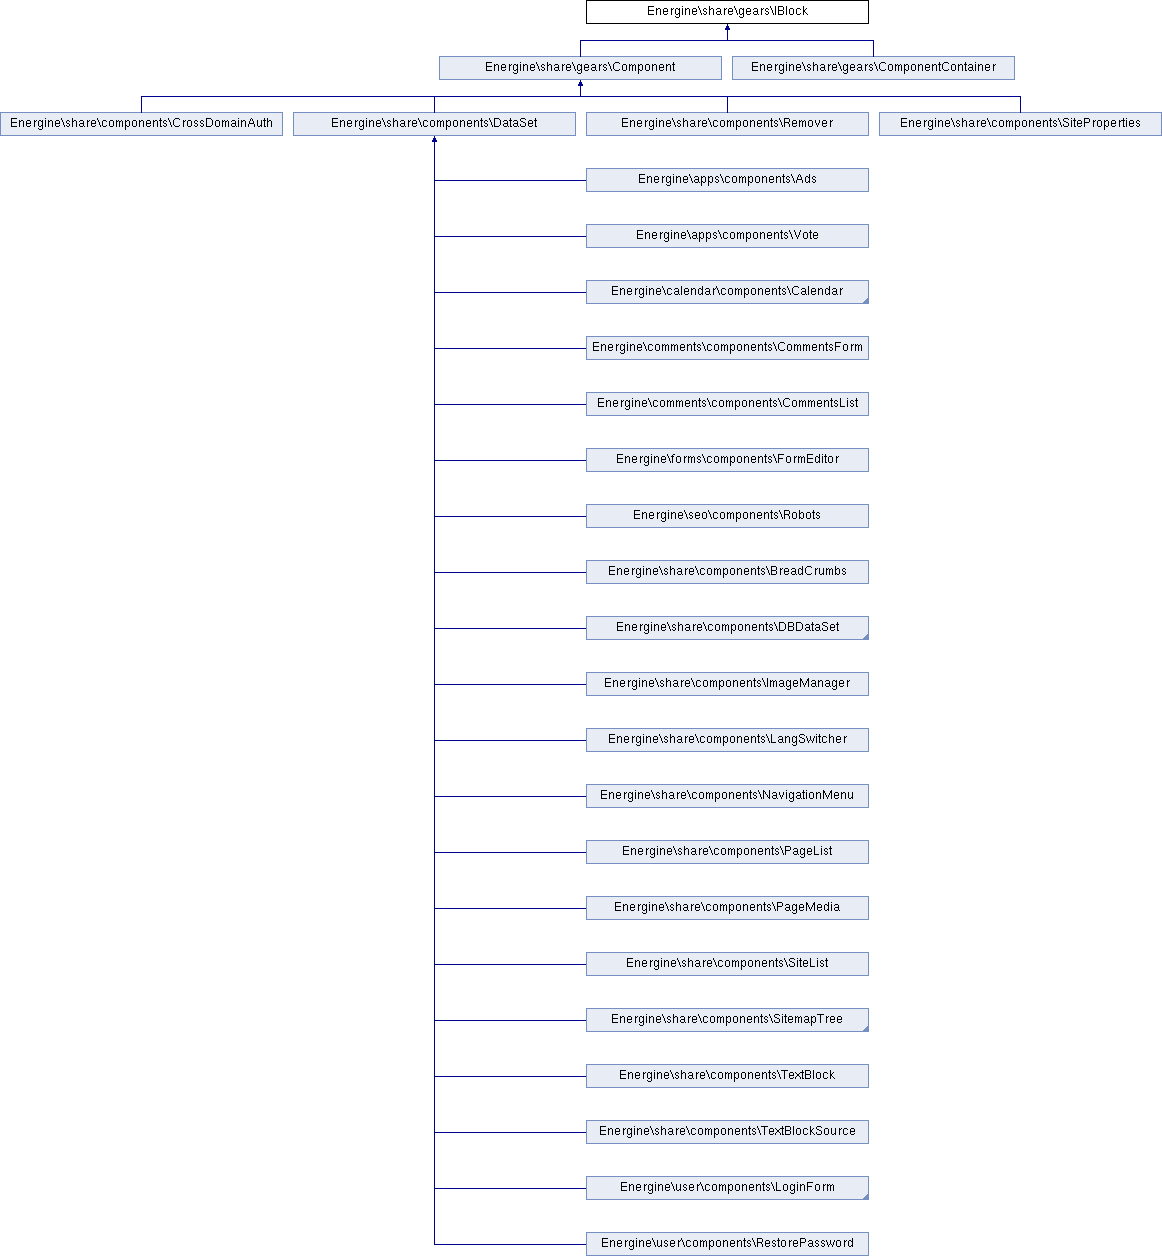 Energine\share\gears\IBlock
Energine\share\gears\Component
Energine\share\gears\ComponentContainer
Energine\share\components\CrossDomainAuth
Energine\share\components\DataSet
Energine\share\components\Remover
Energine\share\components\SiteProperties
Energine\apps\components\Ads
Energine\apps\components\Vote
Energine\calendar\components\Calendar
Energine\comments\components\CommentsForm
Energine\comments\components\CommentsList
Energine\forms\components\FormEditor
Energine\seo\components\Robots
Energine\share\components\BreadCrumbs
Energine\share\components\DBDataSet
Energine\share\components\ImageManager
Energine\share\components\LangSwitcher
Energine\share\components\NavigationMenu
Energine\share\components\PageList
Energine\share\components\PageMedia
Energine\share\components\SiteList
Energine\share\components\SitemapTree
Energine\share\components\TextBlock
Energine\share\components\TextBlockSource
Energine\user\components\LoginForm
Energine\user\components\RestorePassword